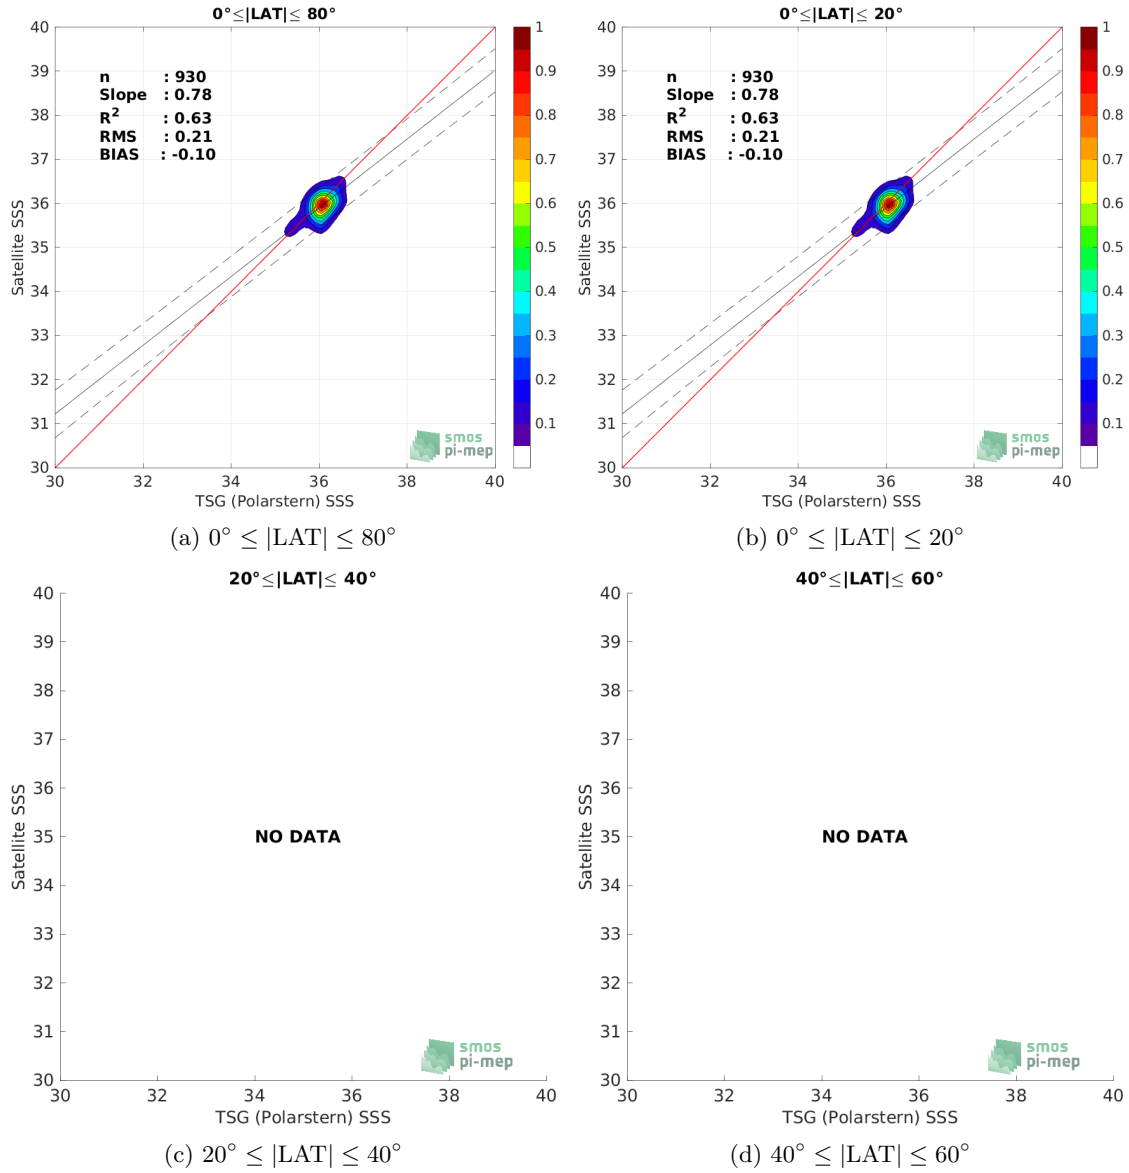 0°≤|LAT|≤ 80°
40
39
38
37
36
35
34
33
32
31
30
Satellite SSS
n : 930
Slope : 0.78
R² : 0.63
RMS : 0.21
BIAS : -0.10
smos
pi-mep
30 32 34 36 38 40
TSG (Polarstern) SSS
1
0.9
0.8
0.7
0.6
0.5
0.4
0.3
0.2
0.1
(a) 0° ≤ |LAT| ≤ 80°
0°≤|LAT|≤ 20°
40
39
38
37
36
35
34
33
32
31
30
Satellite SSS
n : 930
Slope : 0.78
R² : 0.63
RMS : 0.21
BIAS : -0.10
smos
pi-mep
30 32 34 36 38 40
TSG (Polarstern) SSS
1
0.9
0.8
0.7
0.6
0.5
0.4
0.3
0.2
0.1
(b) 0° ≤ |LAT| ≤ 20°
20°≤|LAT|≤ 40°
40
39
38
37
36
35
34
33
32
31
30
Satellite SSS
NO DATA
smos
pi-mep
30 32 34 36 38 40
TSG (Polarstern) SSS
(c) 20° ≤ |LAT| ≤ 40°
40°≤|LAT|≤ 60°
40
39
38
37
36
35
34
33
32
31
30
Satellite SSS
NO DATA
smos
pi-mep
30 32 34 36 38 40
TSG (Polarstern) SSS
(d) 40° ≤ |LAT| ≤ 60°